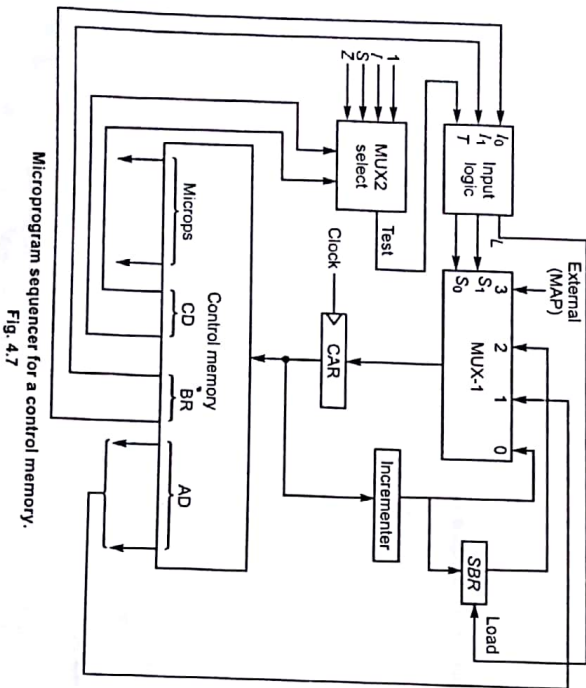 External
(MAP)
I0
I1
T
Input
logic
L
S1
S0
3
2
1
0
MUX-1
1
I
S
Z
MUX2
select
Test
Clock
CAR
Incrementer
SBR
Load
Control memory
Microps
CD
BR
AD
Microprogram sequencer for a control memory.
Fig. 4.7